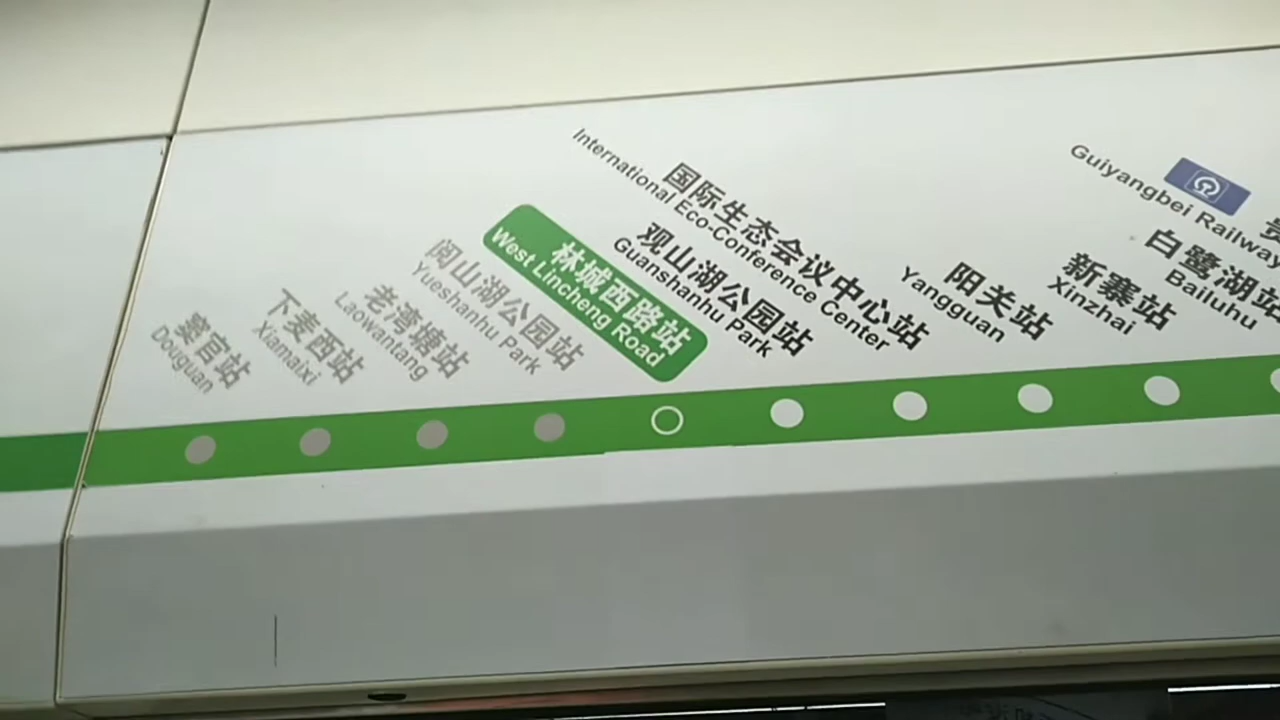 窦官站
Douguan
下麦西站
Xiamaixi
老湾塘站
Laowantang
阅山湖公园站
Yueshanhu Park
林城西路站
West Lincheng Road
观山湖公园站
Guanshanhu Park
国际生态会议中心站
International Eco-Conference Center
阳关站
Yangguan
新寨站
Xinzhai
白鹭湖站
Bailuhu
贵
Guiyangbei Railway